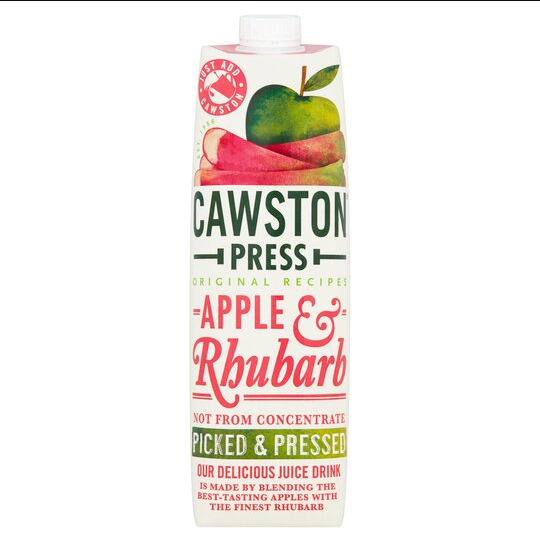 JUST ADD
CAWSTON
EST. 1986
CAWSTON
PRESS
ORIGINAL RECIPES
APPLE &
Rhubarb
NOT FROM CONCENTRATE
PICKED & PRESSED
OUR DELICIOUS JUICE DRINK
IS MADE BY BLENDING THE
BEST-TASTING APPLES WITH
THE FINEST RHUBARB